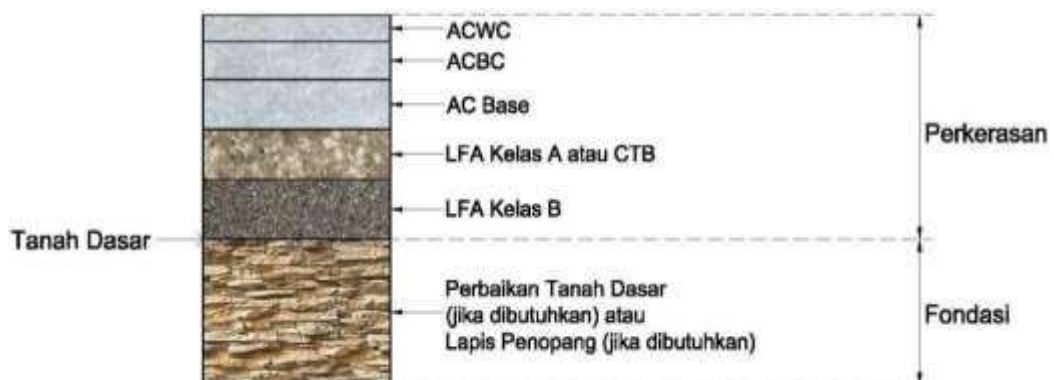 ACWC
ACBC
AC Base
LFA Kelas A atau CTB
Perkerasan
LFA Kelas B
Tanah Dasar
Perbaikan Tanah Dasar
(jika dibutuhkan) atau
Lapis Penopang (jika dibutuhkan)
Fondasi